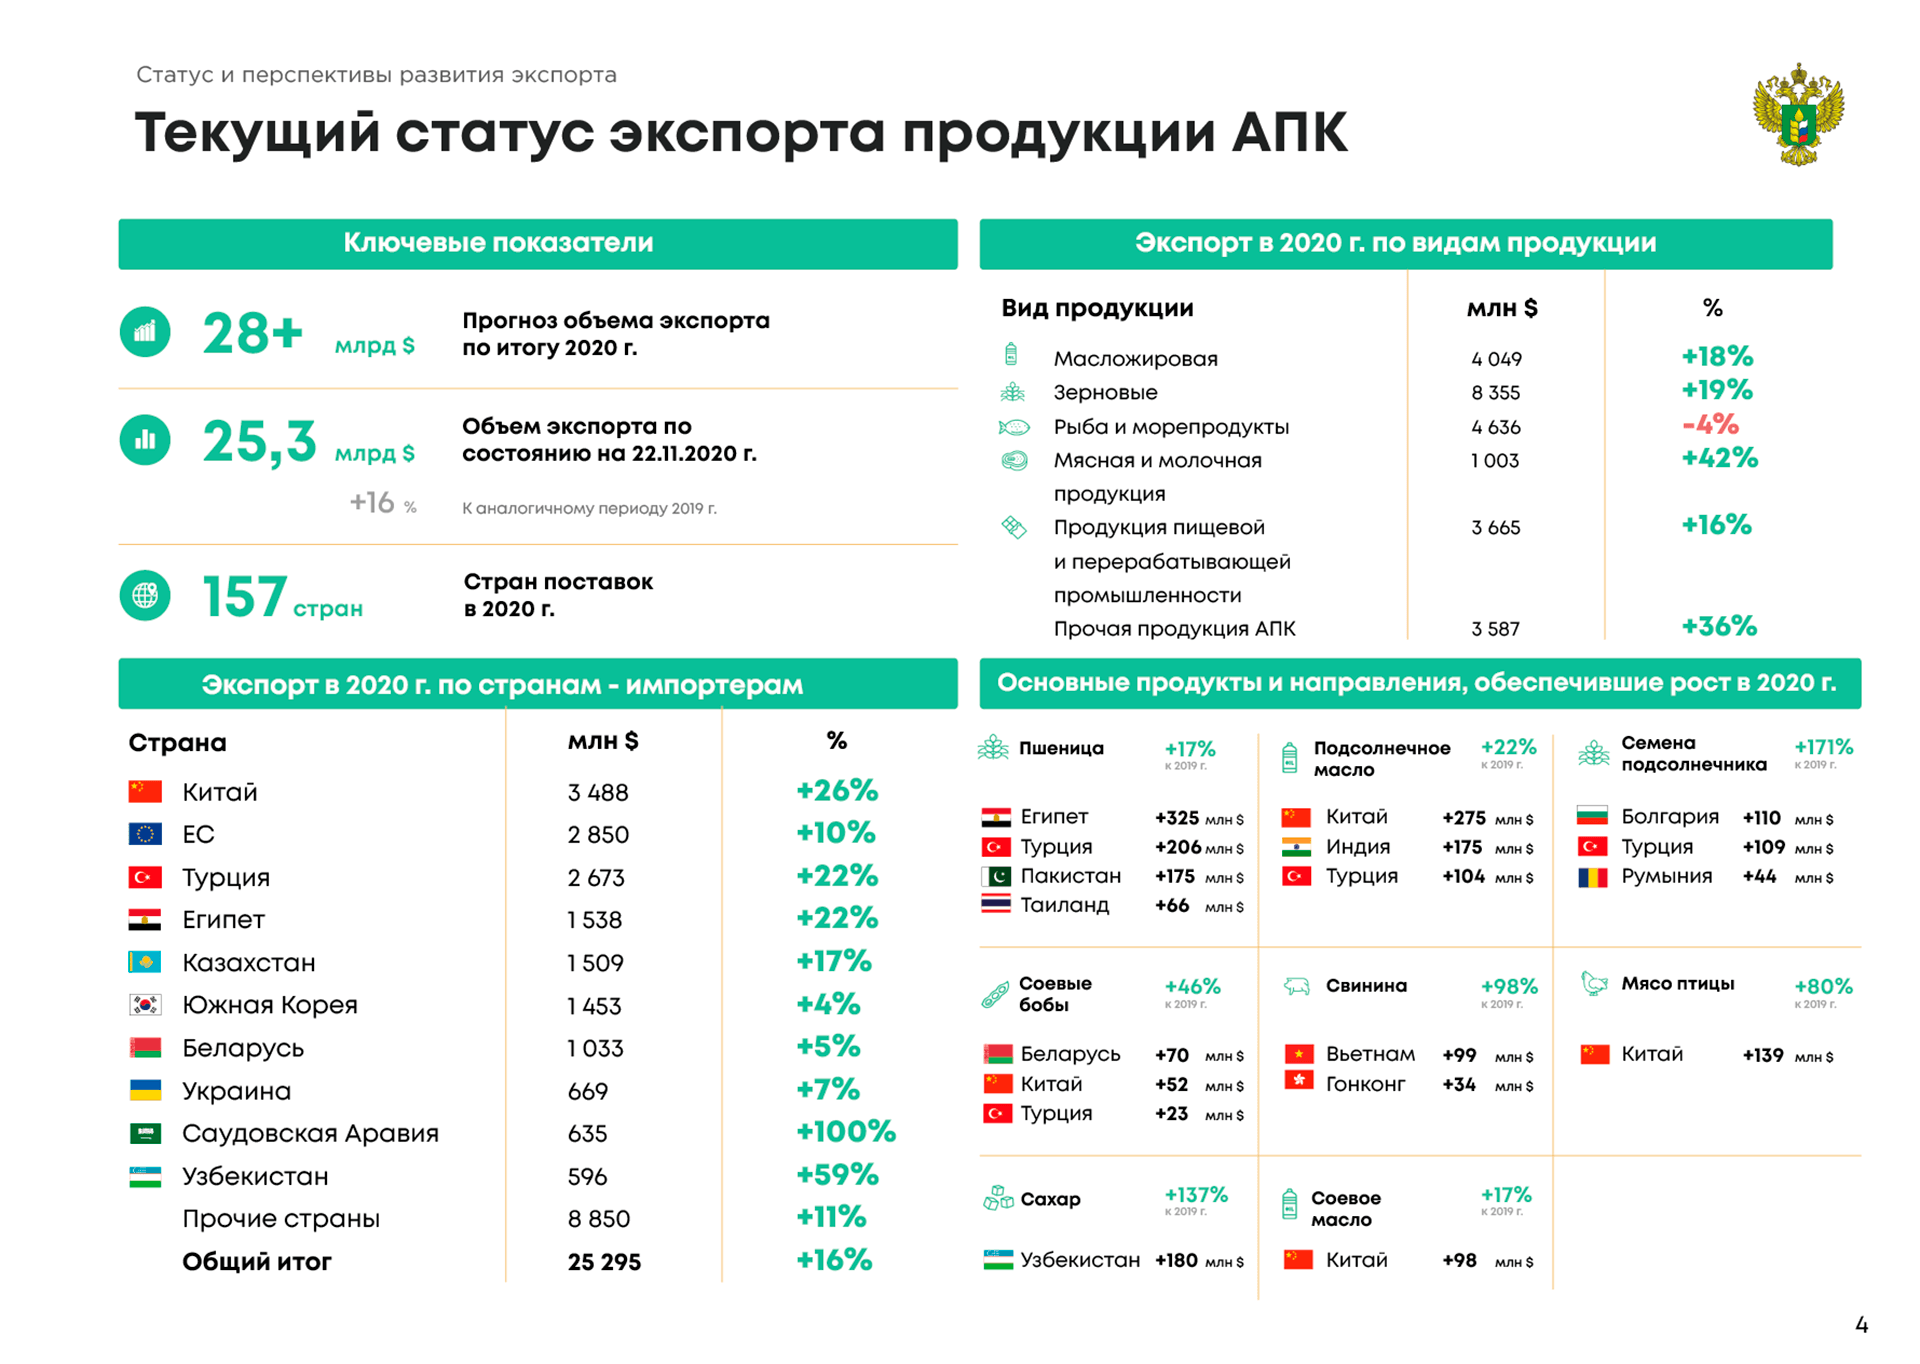 Статус и перспективы развития экспорта
Текущий статус экспорта продукции АПК
Ключевые показатели
28+ млрд $
Прогноз объема экспорта
по итогу 2020 г.
25,3 млрд $
Объем экспорта по
состоянию на 22.11.2020 г.
+16 % К аналогичному периоду 2019 г.
157 стран
Стран поставок
в 2020 г.
Экспорт в 2020 г. по видам продукции
Вид продукции млн $ %
Масложировая 4 049 +18%
Зерновые 8 355 +19%
Рыба и морепродукты 4 636 -4%
Мясная и молочная 1 003 +42%
продукция
Продукция пищевой 3 665 +16%
и перерабатывающей
промышленности
Прочая продукция АПК 3 587 +36%
Экспорт в 2020 г. по странам - импортерам
Страна млн $ %
Китай 3 488 +26%
ЕС 2 850 +10%
Турция 2 673 +22%
Египет 1 538 +22%
Казахстан 1 509 +17%
Южная Корея 1 453 +4%
Беларусь 1 033 +5%
Украина 669 +7%
Саудовская Аравия 635 +100%
Узбекистан 596 +59%
Прочие страны 8 850 +11%
Общий итог 25 295 +16%
Основные продукты и направления, обеспечившие рост в 2020 г.
Пшеница +17%
к 2019 г.
Египет +325 млн $
Турция +206 млн $
Пакистан +175 млн $
Таиланд +66 млн $
Подсолнечное +22%
масло к 2019 г.
Китай +275 млн $
Индия +175 млн $
Турция +104 млн $
Семена +171%
подсолнечника к 2019 г.
Болгария +110 млн $
Турция +109 млн $
Румыния +44 млн $
Соевые +46%
бобы к 2019 г.
Беларусь +70 млн $
Китай +52 млн $
Турция +23 млн $
Свинина +98%
к 2019 г.
Вьетнам +99 млн $
Гонконг +34 млн $
Мясо птицы +80%
к 2019 г.
Китай +139 млн $
Сахар +137%
к 2019 г.
Узбекистан +180 млн $
Соевое +17%
масло к 2019 г.
Китай +98 млн $
4